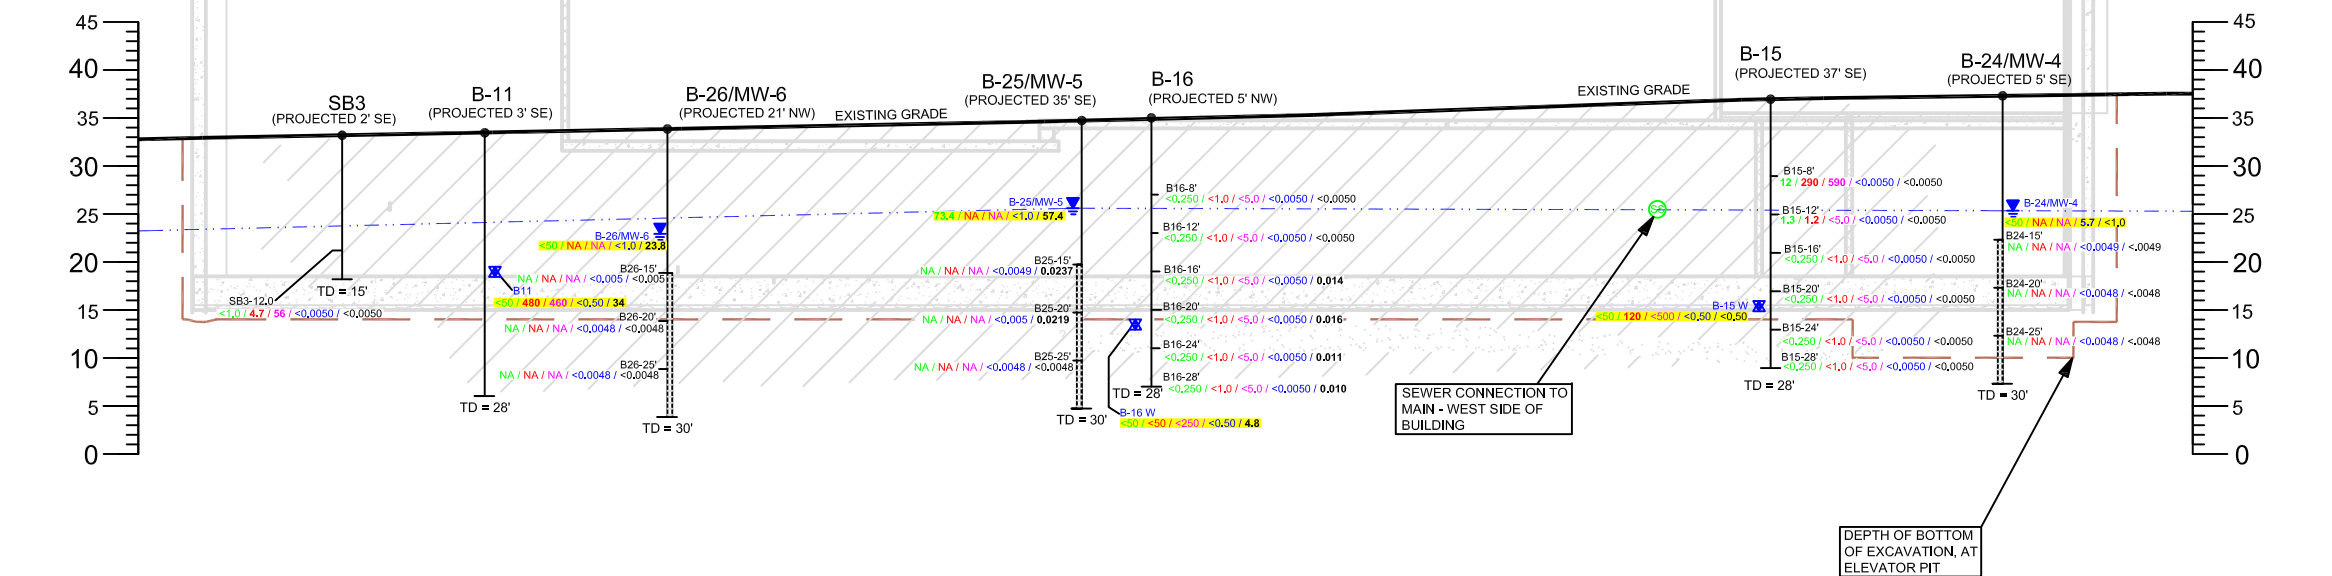 45
40
35
30
25
20
15
10
5
0
SB3
(PROJECTED 2' SE)
SB3-12.0
<1.0 / 4.7 / 56 / <0.0050 / <0.0050
TD = 15'
B-11
(PROJECTED 3' SE)
B11
<50 / 480 / 460 / <0.50 / 34
TD = 28'
B-26/MW-6
(PROJECTED 21' NW)
B-26/MW-6
<50 / NA / NA / <1.0 / 23.8
B26-15'
NA / NA / NA / <0.005 / <0.005
B26-20'
NA / NA / NA / <0.0048 / <0.0048
B26-25'
NA / NA / NA / <0.0048 / <0.0048
TD = 30'
EXISTING GRADE
B-25/MW-5
(PROJECTED 35' SE)
B-25/MW-5
73.4 / NA / NA / <1.0 / 57.4
B25-15'
NA / NA / NA / <0.0049 / 0.0237
B25-20'
NA / NA / NA / <0.005 / 0.0219
B25-25'
NA / NA / NA / <0.0048 / <0.0048
TD = 30'
B-16
(PROJECTED 5' NW)
B16-8'
<0.250 / <1.0 / <5.0 / <0.0050 / <0.0050
B16-12'
<0.250 / <1.0 / <5.0 / <0.0050 / <0.0050
B16-16'
<0.250 / <1.0 / <5.0 / <0.0050 / 0.014
B16-20'
<0.250 / <1.0 / <5.0 / <0.0050 / 0.016
B16-24'
<0.250 / <1.0 / <5.0 / <0.0050 / 0.011
B16-28'
<0.250 / <1.0 / <5.0 / <0.0050 / 0.010
TD = 28'
B-16 W
<50 / <50 / <250 / <0.50 / 4.8
EXISTING GRADE
SS
SEWER CONNECTION TO
MAIN - WEST SIDE OF
BUILDING
B-15
(PROJECTED 37' SE)
B15-8'
12 / 290 / 590 / <0.0050 / <0.0050
B15-12'
1.3 / 1.2 / <5.0 / <0.0050 / <0.0050
B15-16'
<0.250 / <1.0 / <5.0 / <0.0050 / <0.0050
B15-20'
<0.250 / <1.0 / <5.0 / <0.0050 / <0.0050
B-15 W
<50 / 120 / <500 / <0.50 / <0.50
B15-24'
<0.250 / <1.0 / <5.0 / <0.0050 / <0.0050
B15-28'
<0.250 / <1.0 / <5.0 / <0.0050 / <0.0050
TD = 28'
B-24/MW-4
(PROJECTED 5' SE)
B-24/MW-4
<50 / NA / NA / 5.7 / <1.0
B24-15'
NA / NA / NA / <0.0049 / <.0049
B24-20'
NA / NA / NA / <0.0048 / <.0048
B24-25'
NA / NA / NA / <0.0048 / <.0048
TD = 30'
DEPTH OF BOTTOM
OF EXCAVATION, AT
ELEVATOR PIT
45
40
35
30
25
20
15
10
5
0